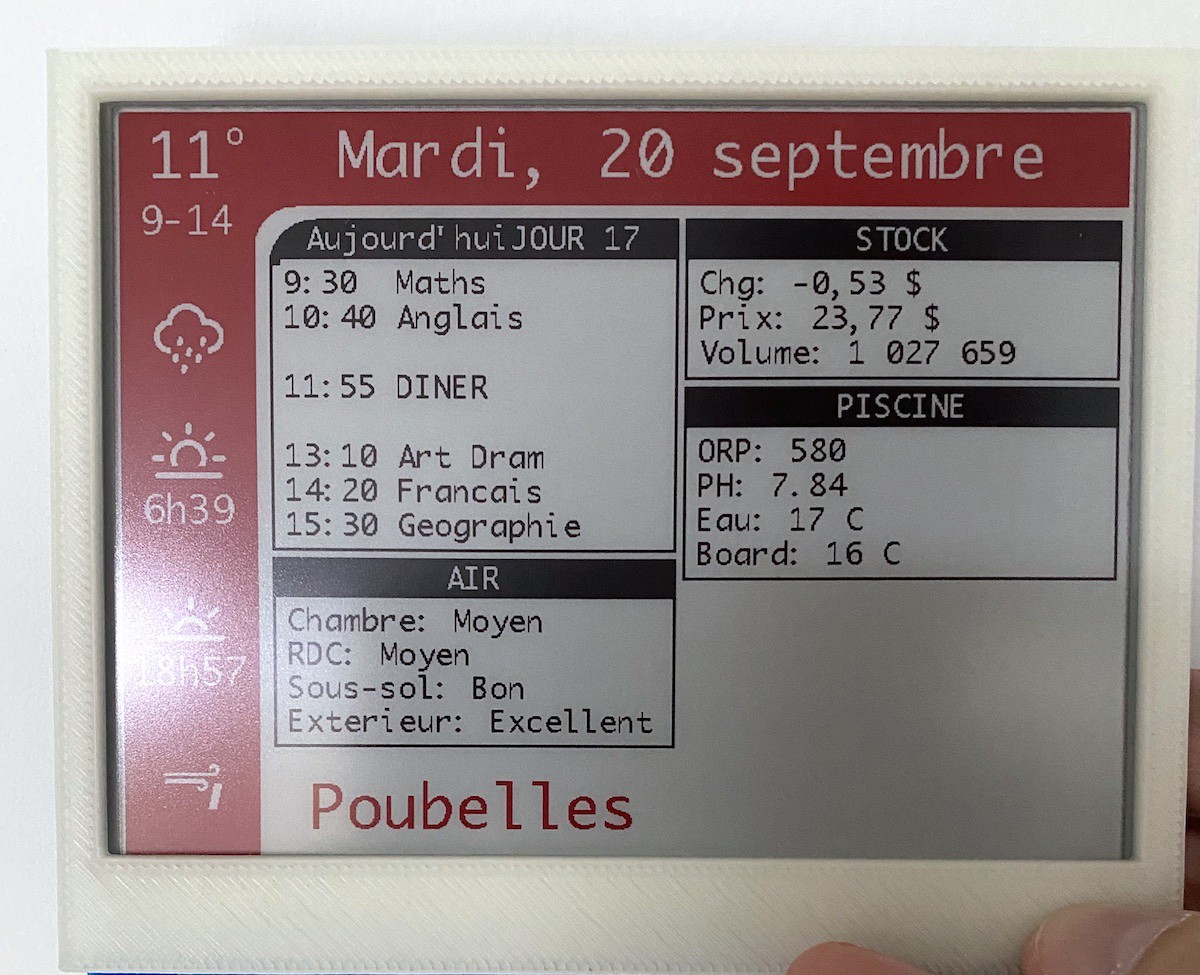 11°
Mardi, 20 septembre
9-14
6h39
18h57
Aujourd'hui JOUR 17
9:30 Maths
10:40 Anglais
11:55 DINER
13:10 Art Dram
14:20 Francais
15:30 Geographie
AIR
Chambre: Moyen
RDC: Moyen
Sous-sol: Bon
Exterieur: Excellent
STOCK
Chg: -0,53 $
Prix: 23,77 $
Volume: 1 027 659
PISCINE
ORP: 580
PH: 7.84
Eau: 17 C
Board: 16 C
Poubelles